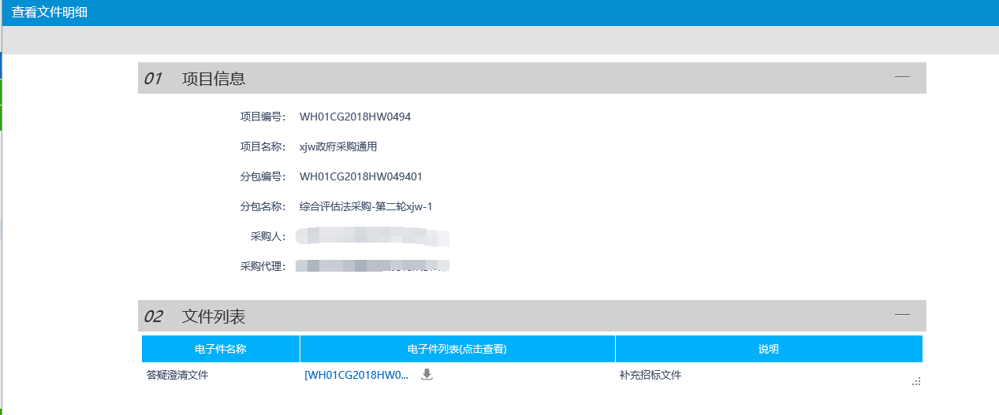 查看文件明细
01 项目信息
项目编号： WH01CG2018HW0494
项目名称： xjw政府采购通用
分包编号： WH01CG2018HW049401
分包名称： 综合评估法采购-第二轮xjw-1
采购人：
采购代理：
02 文件列表
电子件名称 电子件列表(点击查看) 说明
答疑澄清文件 [WH01CG2018HW0... 补充招标文件